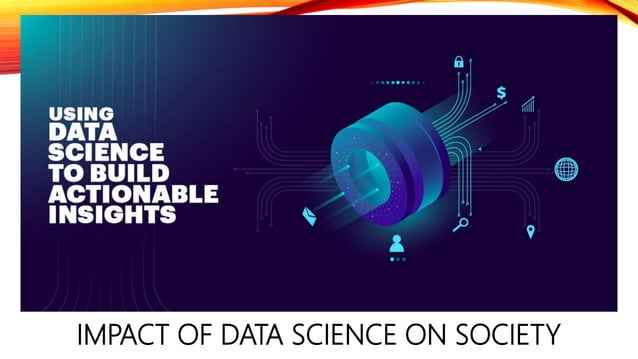 USING
DATA
SCIENCE
TO BUILD
ACTIONABLE
INSIGHTS
$
IMPACT OF DATA SCIENCE ON SOCIETY